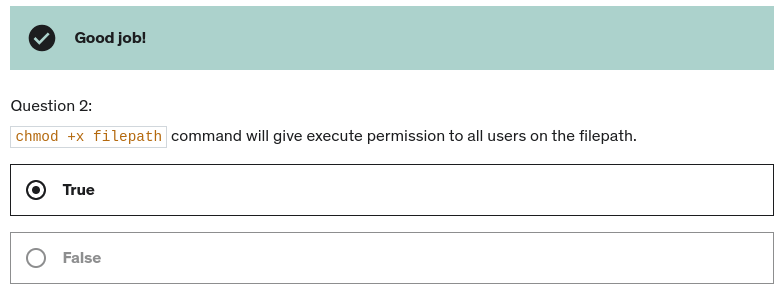 Good job!
Question 2:
chmod +x filepath command will give execute permission to all users on the filepath.
True
False